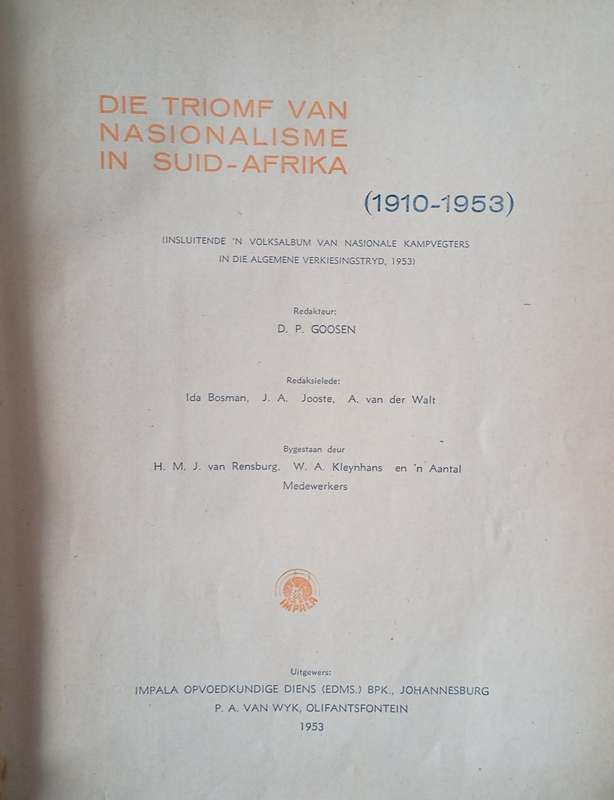 DIE TRIOMF VAN
NASIONALISME
IN SUID-AFRIKA
(1910-1953)
(INSLUITENDE 'N VOLKSALBUM VAN NASIONALE KAMPVEGTERS
IN DIE ALGEMENE VERKIESINGSTRYD, 1953)
Redakteur:
D. P. GOOSEN
Redaksielede:
Ida Bosman, J. A. Jooste, A. van der Walt
Bygestaan deur
H. M. J. van Rensburg, W. A. Kleynhans en 'n Aantal
Medewerkers
IMPALA
Uitgewers:
IMPALA OPVOEDKUNDIGE DIENS (EDMS.) BPK., JOHANNESBURG
P. A. VAN WYK, OLIFANTSFONTEIN
1953